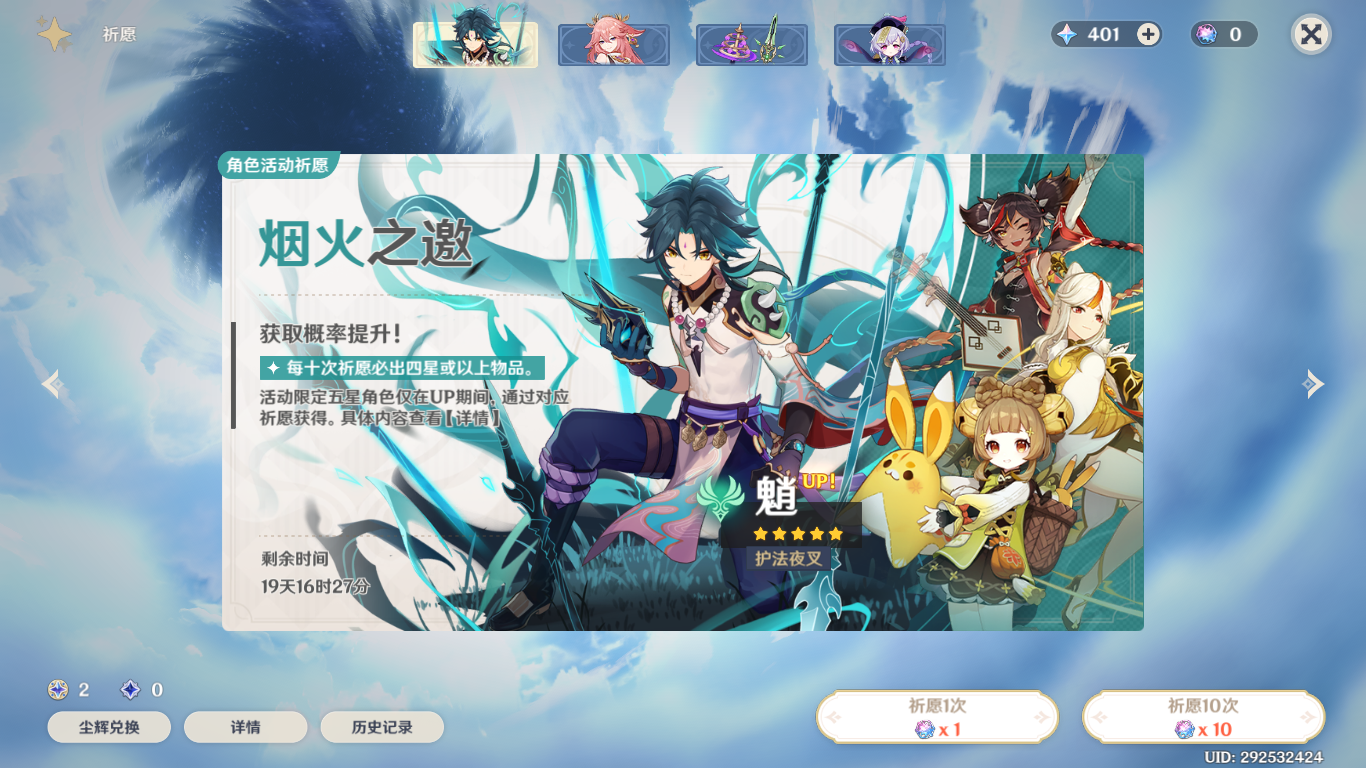 祈愿
401
0
角色活动祈愿
烟火之邀
获取概率提升！
每十次祈愿必出四星或以上物品。
活动限定五星角色仅在UP期间，通过对应
祈愿获得。具体内容查看【详情】
魈 UP!
护法夜叉
剩余时间
19天16时27分
2 0
尘辉兑换
详情
历史记录
祈愿1次
x 1
祈愿10次
x 10
UID: 292532424